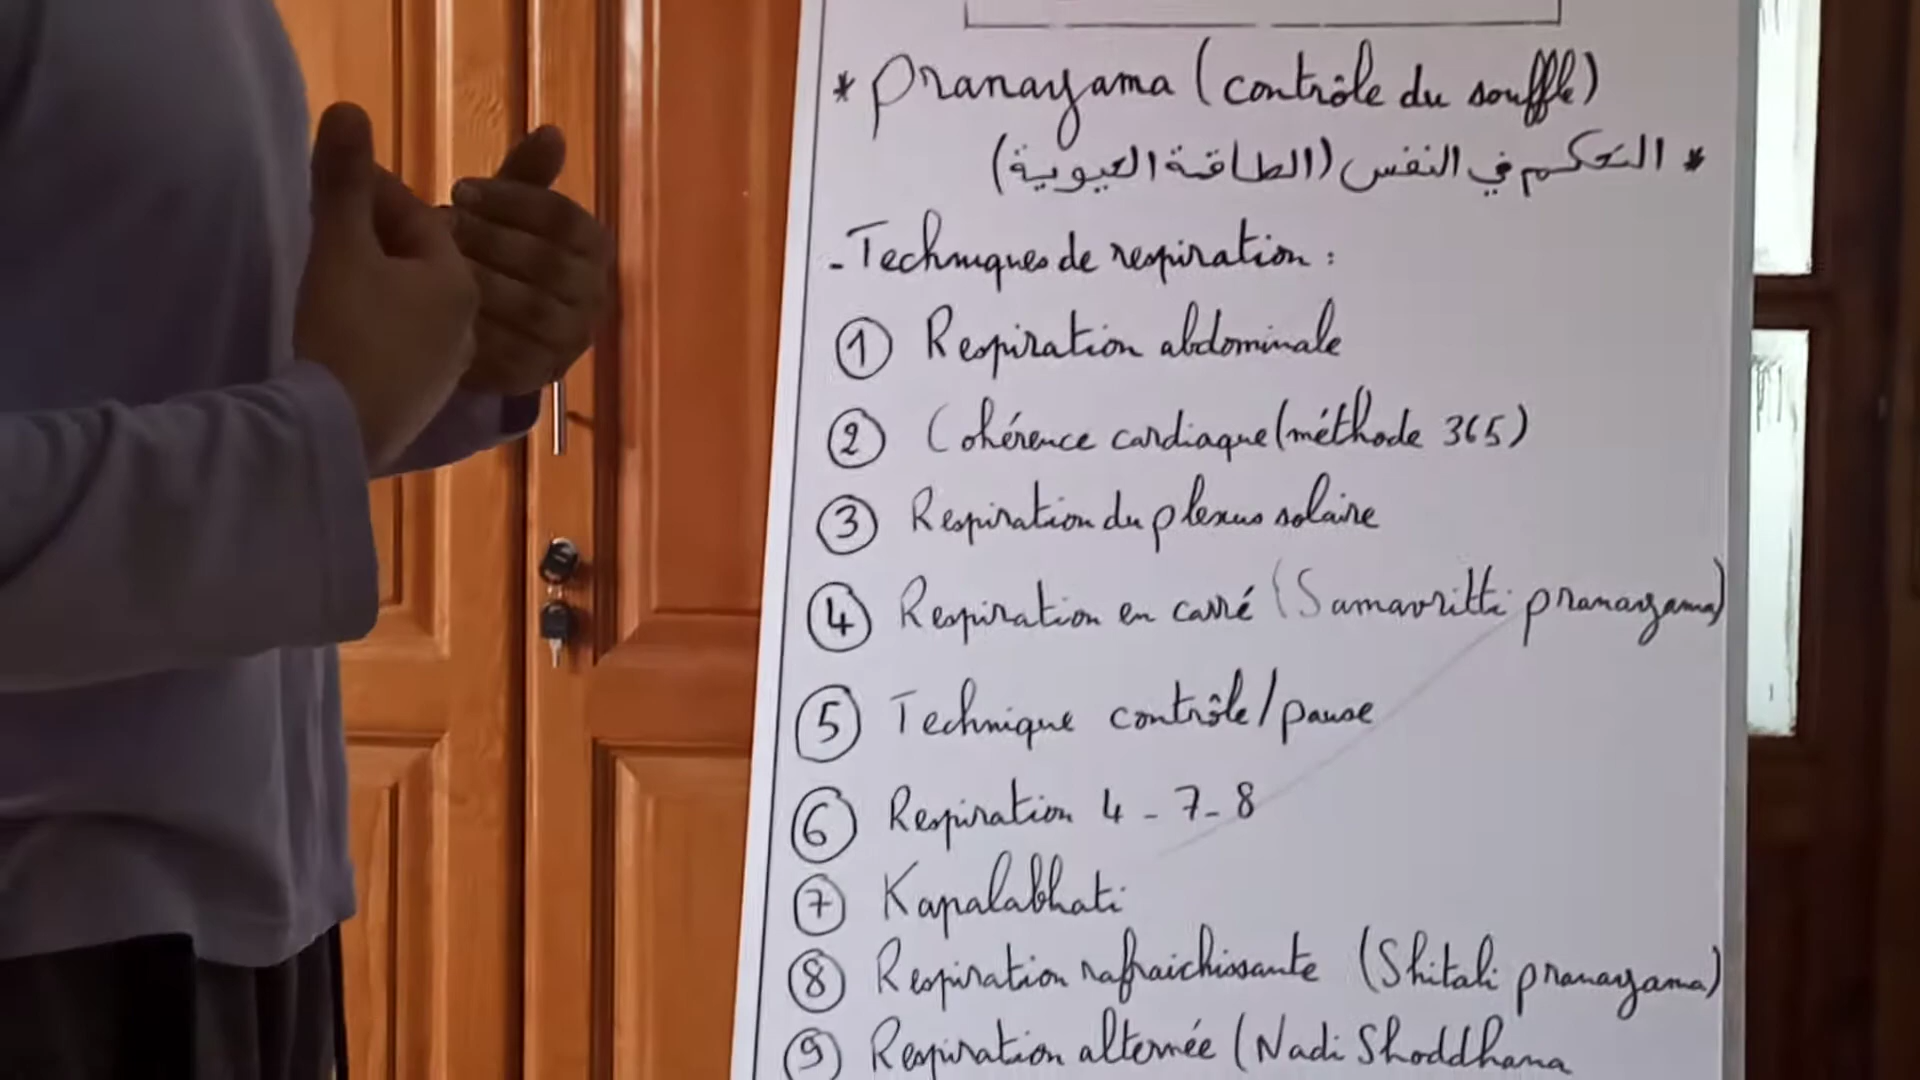 * Pranayama (contrôle du souffle)
* التحكم في النفس (الطاقة الحيوية)
- Techniques de respiration :
1 Respiration abdominale
2 Cohérence cardiaque (méthode 365)
3 Respiration du plexus solaire
4 Respiration en carré (Samavritti pranayama)
5 Technique contrôle/pause
6 Respiration 4-7-8
7 Kapalabhati
8 Respiration rafraichissante (Shitali pranayama)
9 Respiration alternée (Nadi Shoddhana